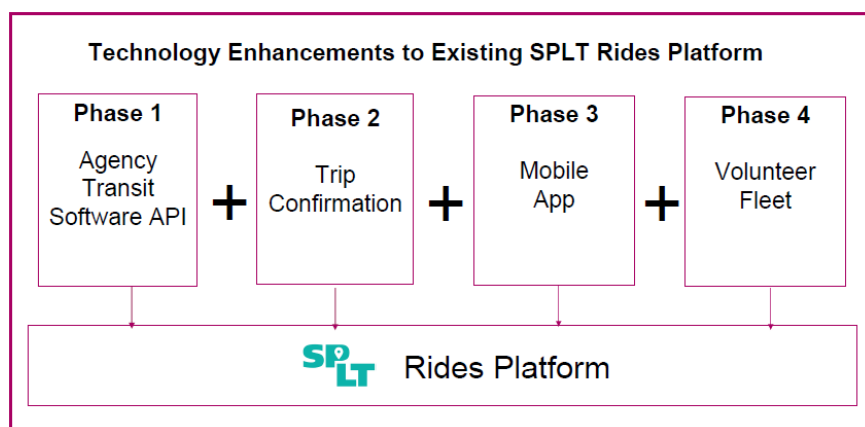 Technology Enhancements to Existing SPLT Rides Platform
Phase 1
Agency
Transit
Software API
+
Phase 2
Trip
Confirmation
+
Phase 3
Mobile
App
+
Phase 4
Volunteer
Fleet
SPLT Rides Platform